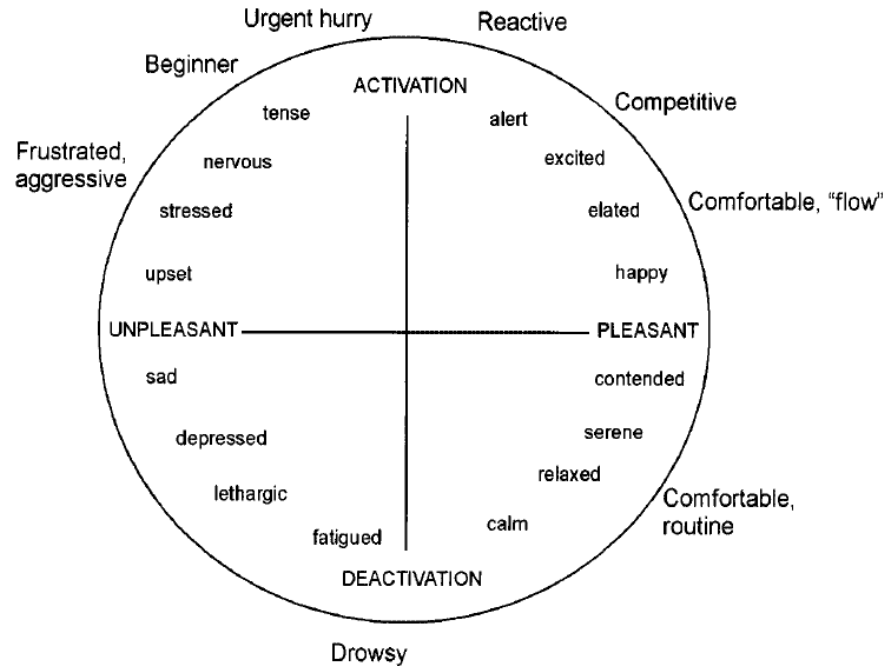 Urgent hurry
Reactive
Beginner
ACTIVATION
tense
alert
Competitive
Frustrated,
aggressive
nervous
excited
stressed
elated
Comfortable, “flow”
upset
happy
UNPLEASANT
PLEASANT
sad
contended
depressed
serene
relaxed
lethargic
Comfortable,
routine
fatigued
calm
DEACTIVATION
Drowsy